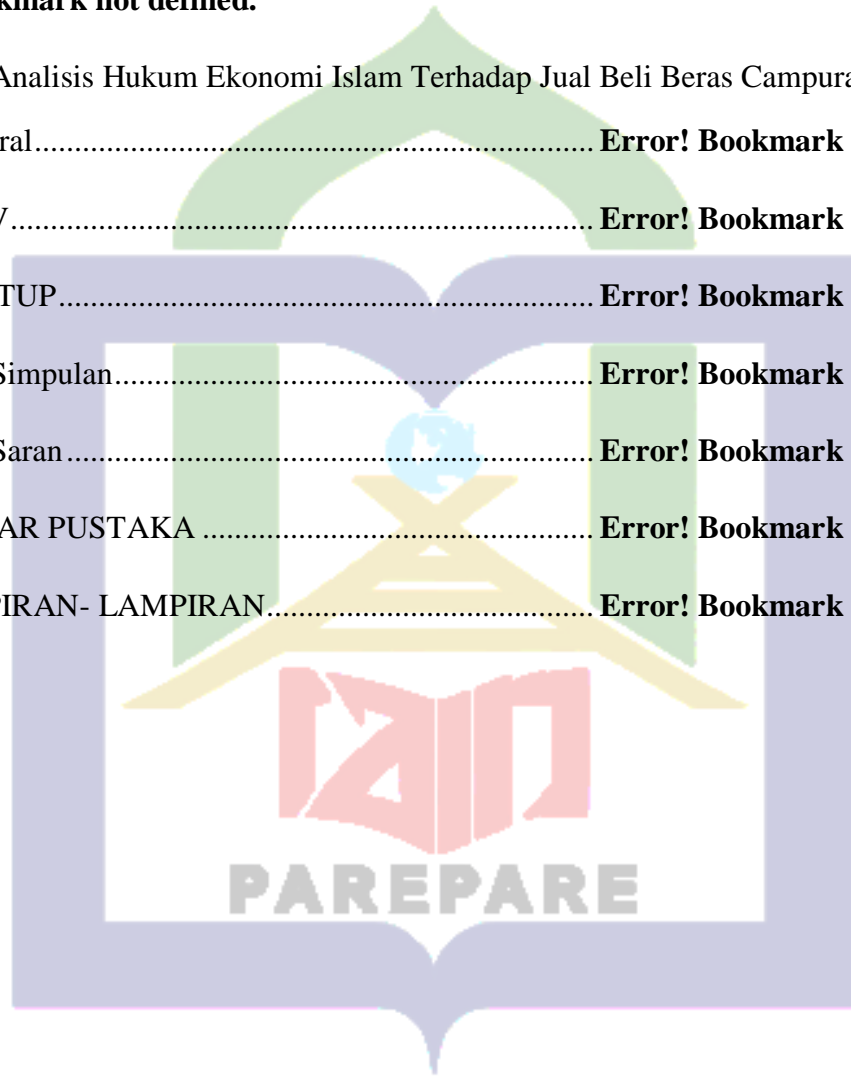 kmark not defined.
Analisis Hukum Ekonomi Islam Terhadap Jual Beli Beras Campura
ral.................................................................... Error! Bookmark
V....................................................................... Error! Bookmark
TUP................................................................. Error! Bookmark
Simpulan.......................................................... Error! Bookmark
Saran................................................................ Error! Bookmark
AR PUSTAKA ................................................ Error! Bookmark
PIRAN- LAMPIRAN........................................ Error! Bookmark
iain
PAREPARE